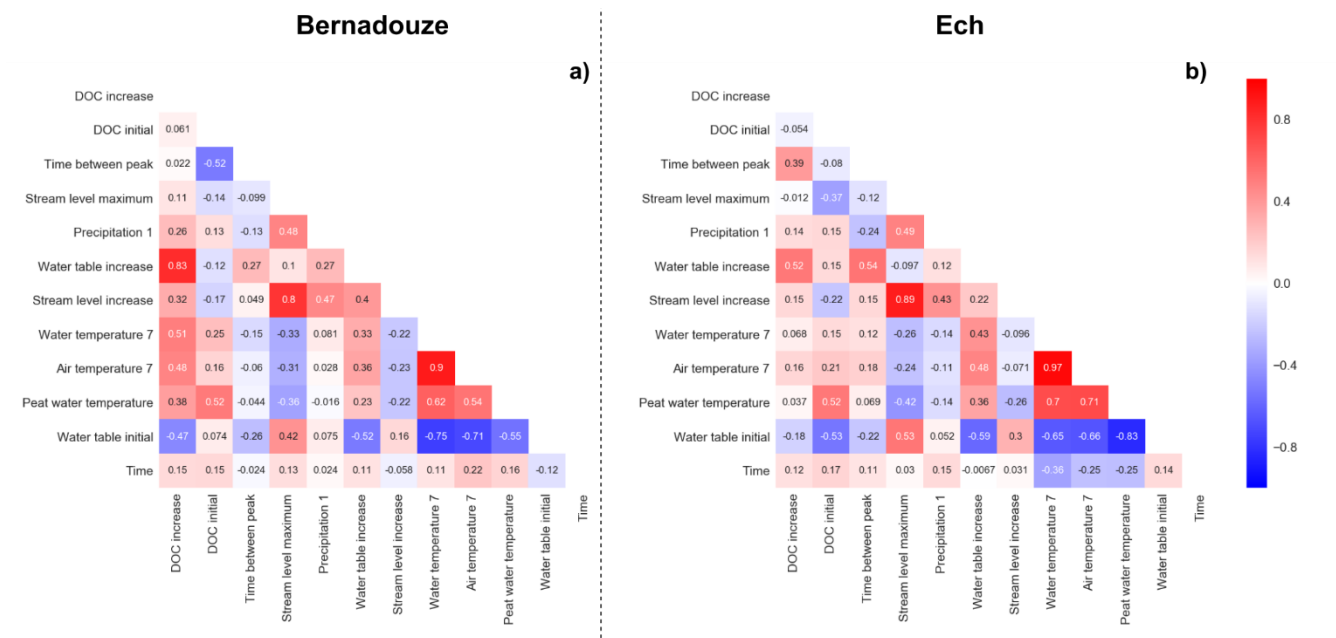 Bernadouze
a)
DOC increase
DOC initial 0.061
Time between peak 0.022 -0.52
Stream level maximum 0.11 -0.14 -0.099
Precipitation 1 0.26 0.13 -0.13 0.48
Water table increase 0.83 -0.12 0.27 0.1 0.27
Stream level increase 0.32 -0.17 0.049 0.8 0.47 0.4
Water temperature 7 0.51 0.25 -0.15 -0.33 0.081 0.33 -0.22
Air temperature 7 0.48 0.16 -0.06 -0.31 0.028 0.36 -0.23 0.9
Peat water temperature 0.38 0.52 -0.044 -0.36 -0.016 0.23 -0.22 0.62 0.54
Water table initial -0.47 0.074 -0.26 0.42 0.075 -0.52 0.16 -0.75 -0.71 -0.55
Time 0.15 0.15 -0.024 0.13 0.024 0.11 -0.058 0.11 0.22 0.16 -0.12
DOC increase
DOC initial
Time between peak
Stream level maximum
Precipitation 1
Water table increase
Stream level increase
Water temperature 7
Air temperature 7
Peat water temperature
Water table initial
Time
Ech
b)
DOC increase
DOC initial -0.054
Time between peak 0.39 -0.08
Stream level maximum -0.012 -0.37 -0.12
Precipitation 1 0.14 0.15 -0.24 0.49
Water table increase 0.52 0.15 0.54 -0.097 0.12
Stream level increase 0.15 -0.22 0.15 0.89 0.43 0.22
Water temperature 7 0.068 0.15 0.12 -0.26 -0.14 0.43 -0.096
Air temperature 7 0.16 0.21 0.18 -0.24 -0.11 0.48 -0.071 0.97
Peat water temperature 0.037 0.52 0.069 -0.42 -0.14 0.36 -0.26 0.7 0.71
Water table initial -0.18 -0.53 -0.22 0.53 0.052 -0.59 0.3 -0.65 -0.66 -0.83
Time 0.12 0.17 0.11 0.03 0.15 -0.0067 0.031 -0.36 -0.25 -0.25 0.14
DOC increase
DOC initial
Time between peak
Stream level maximum
Precipitation 1
Water table increase
Stream level increase
Water temperature 7
Air temperature 7
Peat water temperature
Water table initial
Time
0.8
0.4
0.0
−0.4
−0.8